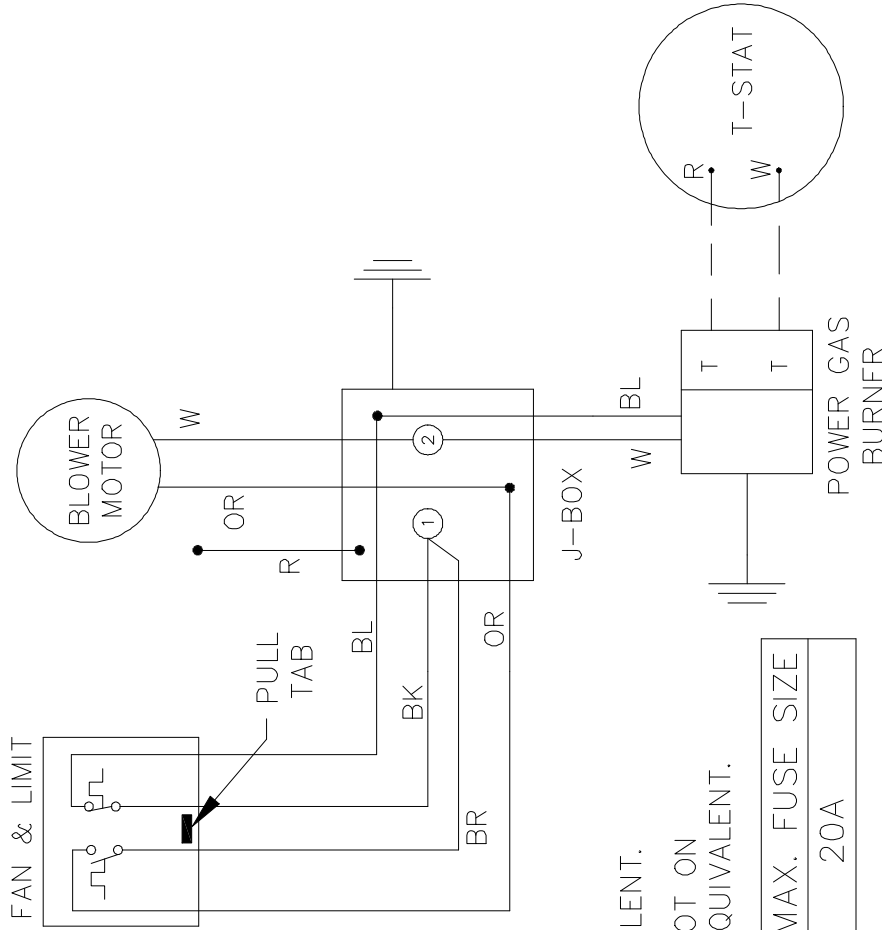 FAN & LIMIT
BLOWER
MOTOR
W
OR
R
PULL
TAB
BL
BK
BR
OR
1
2
J-BOX
W
BL
T-STAT
R
W
T
T
POWER GAS
BURNER
LENT.
OT ON
QUIVALENT.
MAX. FUSE SIZE
20A